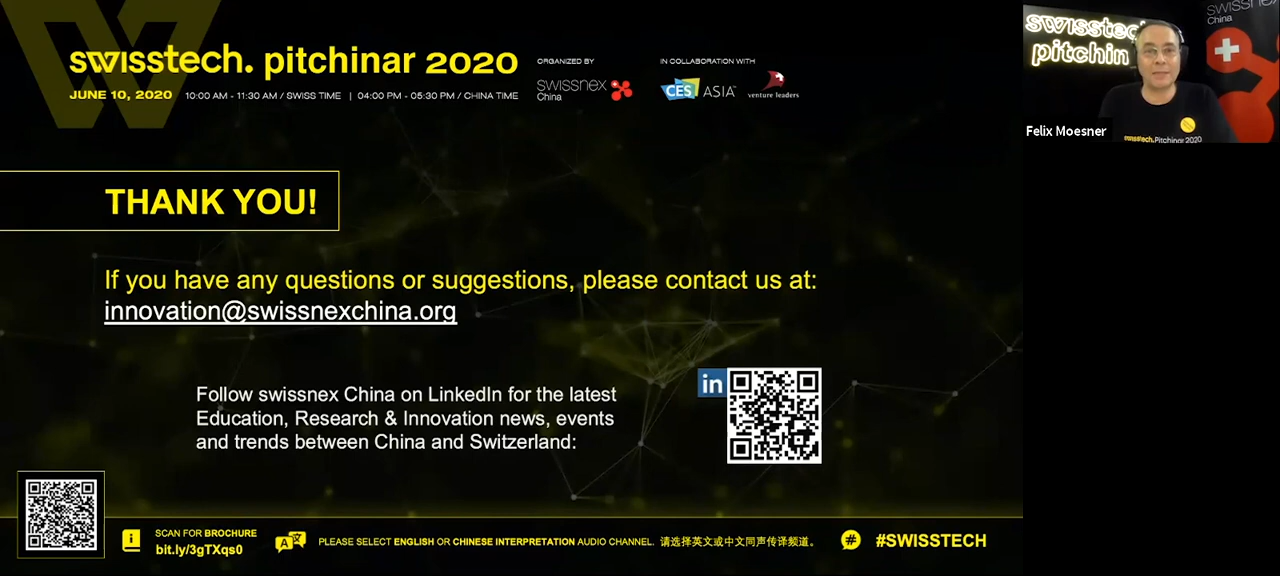 swisstech. pitchinar 2020
JUNE 10, 2020 10:00 AM - 11:30 AM / SWISS TIME | 04:00 PM - 05:30 PM / CHINA TIME
ORGANIZED BY
swissnex
China
IN COLLABORATION WITH
CES ASIA™
venture leaders
THANK YOU!
If you have any questions or suggestions, please contact us at:
innovation@swissnexchina.org
Follow swissnex China on LinkedIn for the latest
Education, Research & Innovation news, events
and trends between China and Switzerland:
in
SCAN FOR BROCHURE
bit.ly/3gTXqs0
A 文
PLEASE SELECT ENGLISH OR CHINESE INTERPRETATION AUDIO CHANNEL. 请选择英文或中文同声传译频道。
# #SWISSTECH
swisstec
pitchin
swissnex
China
swisstech.Pitchinar 2020
Felix Moesner